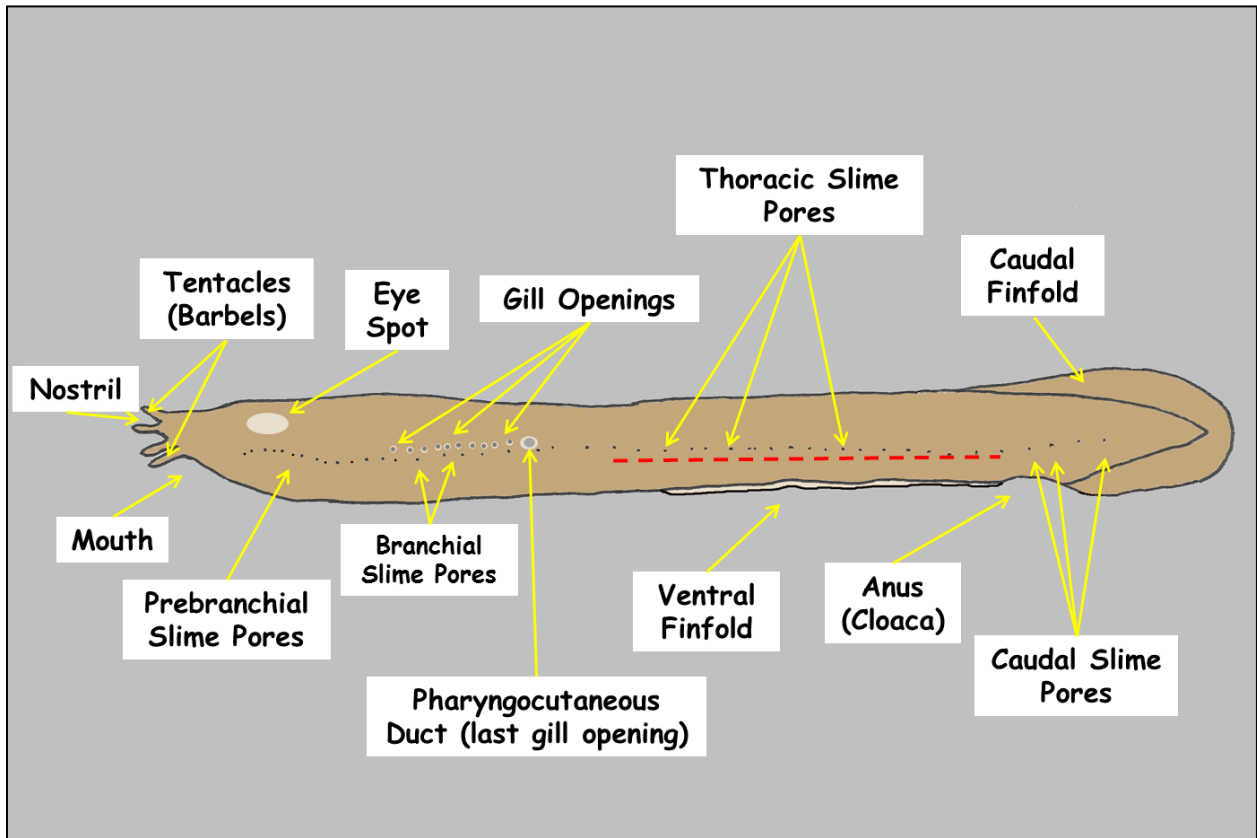 Thoracic Slime
Pores
Caudal
Finfold
Tentacles
(Barbels)
Eye
Spot
Gill Openings
Nostril
Mouth
Branchial
Slime Pores
Prebranchial
Slime Pores
Ventral
Finfold
Anus
(Cloaca)
Caudal Slime
Pores
Pharyngocutaneous
Duct (last gill opening)